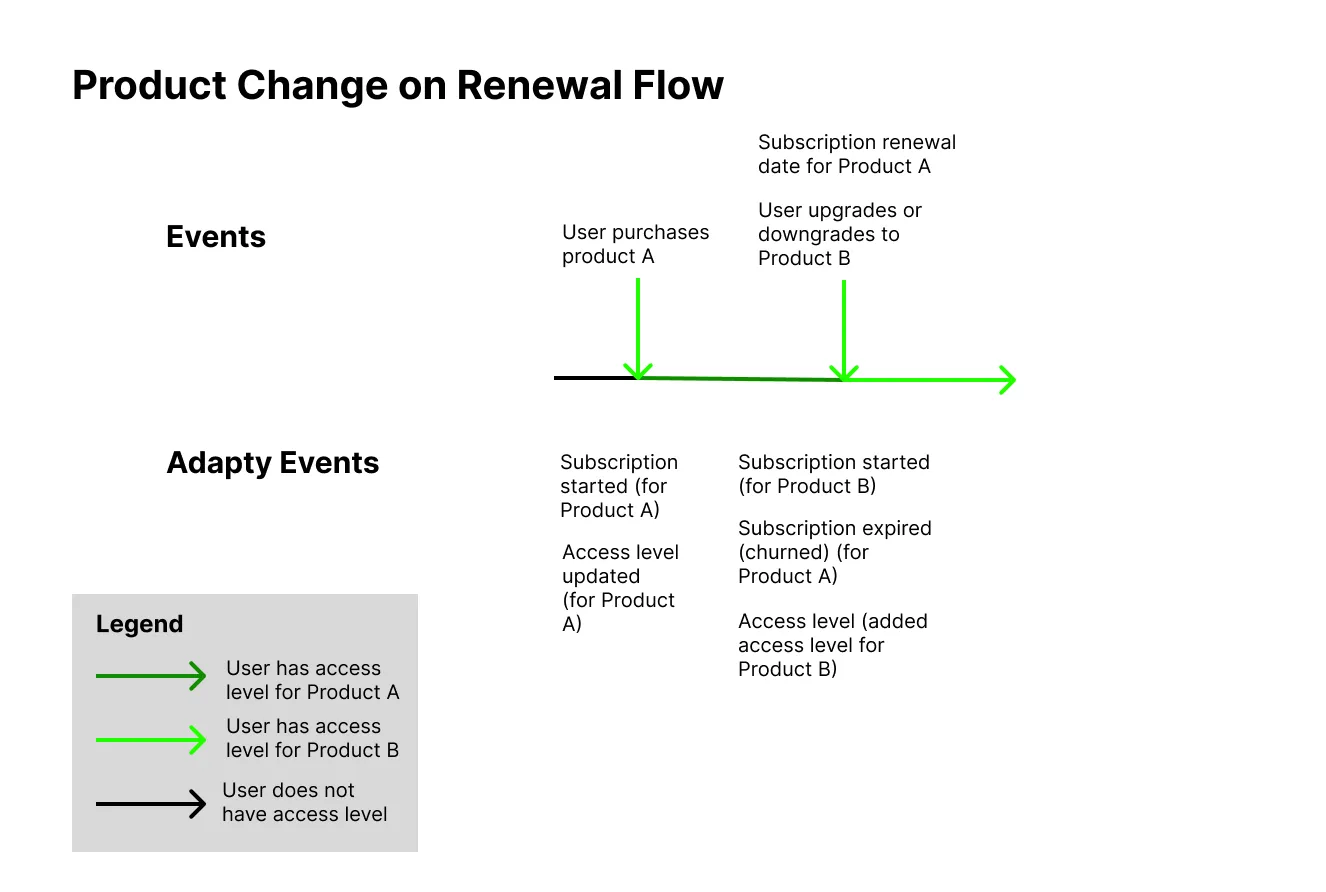 Product Change on Renewal Flow
Events
User purchases
product A
Subscription renewal
date for Product A
User upgrades or
downgrades to
Product B
Adapty Events
Subscription
started (for
Product A)
Access level
updated
(for Product
A)
Subscription started
(for Product B)
Subscription expired
(churned) (for
Product A)
Access level (added
access level for
Product B)
Legend
User has access
level for Product A
User has access
level for Product B
User does not
have access level